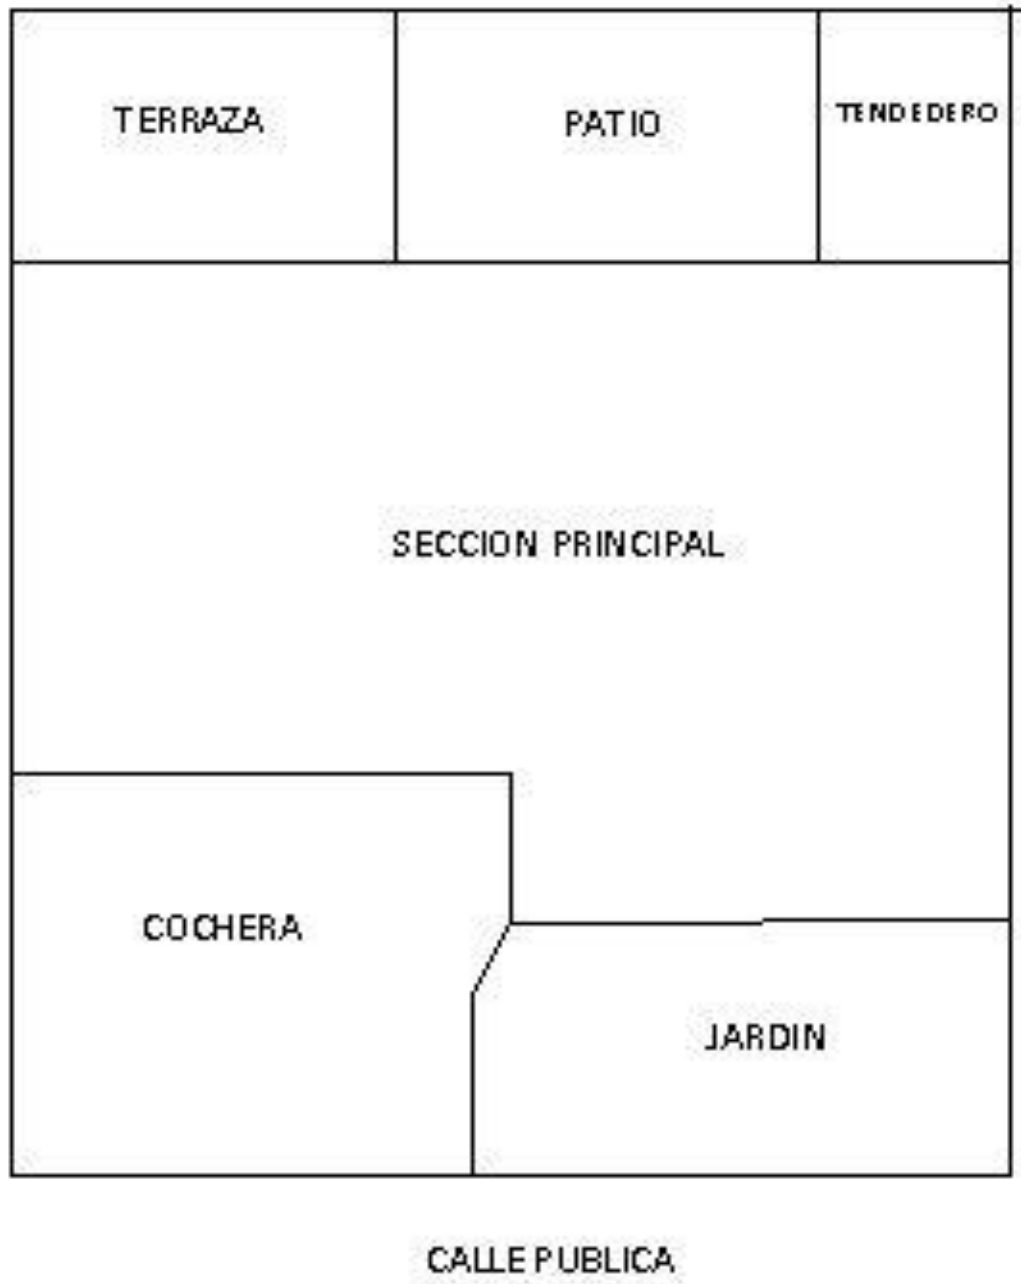 TERRAZA
PATIO
TENDEDERO
SECCION PRINCIPAL
COCHERA
JARDIN
CALLE PUBLICA